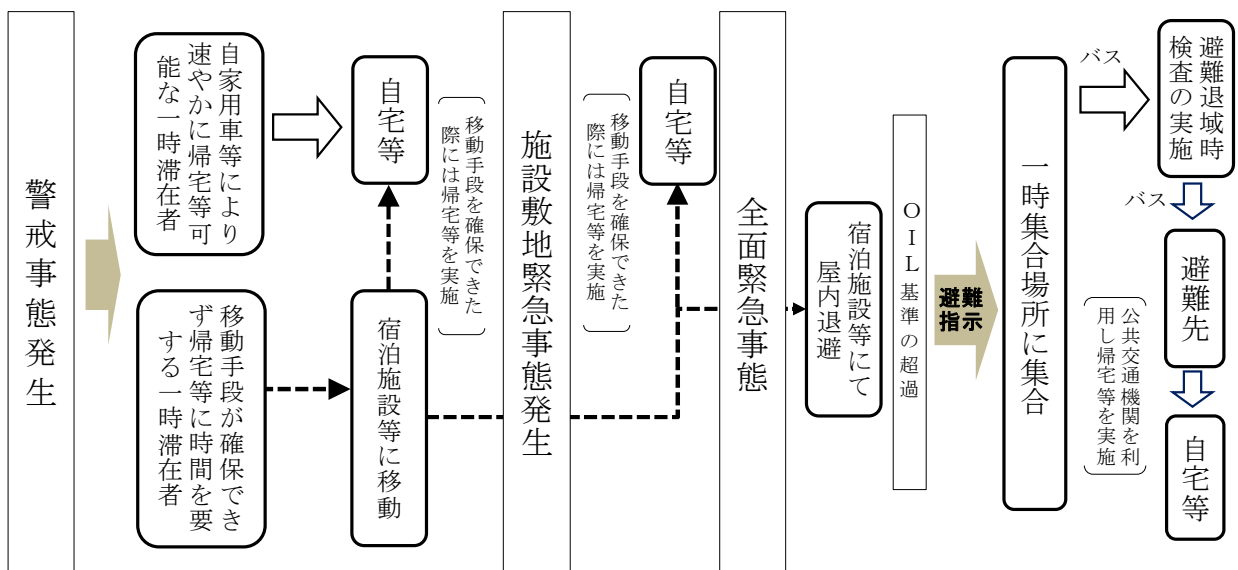 警戒事態発生
自家用車等により
速やかに帰宅等可
能な一時滞在者
移動手段が確保でき
ず帰宅等に時間を要
する一時滞在者
自宅等
移動手段を確保できた
際には帰宅等を実施
宿泊施設等に移動
施設敷地緊急事態発生
移動手段を確保できた
際には帰宅等を実施
自宅等
全面緊急事態
宿泊施設等にて
屋内退避
OIL基準の超過
避難
指示
一時集合場所に集合
バス
避難退域時
検査の実施
バス
避難先
公共交通機関を利
用し帰宅等を実施
自宅等